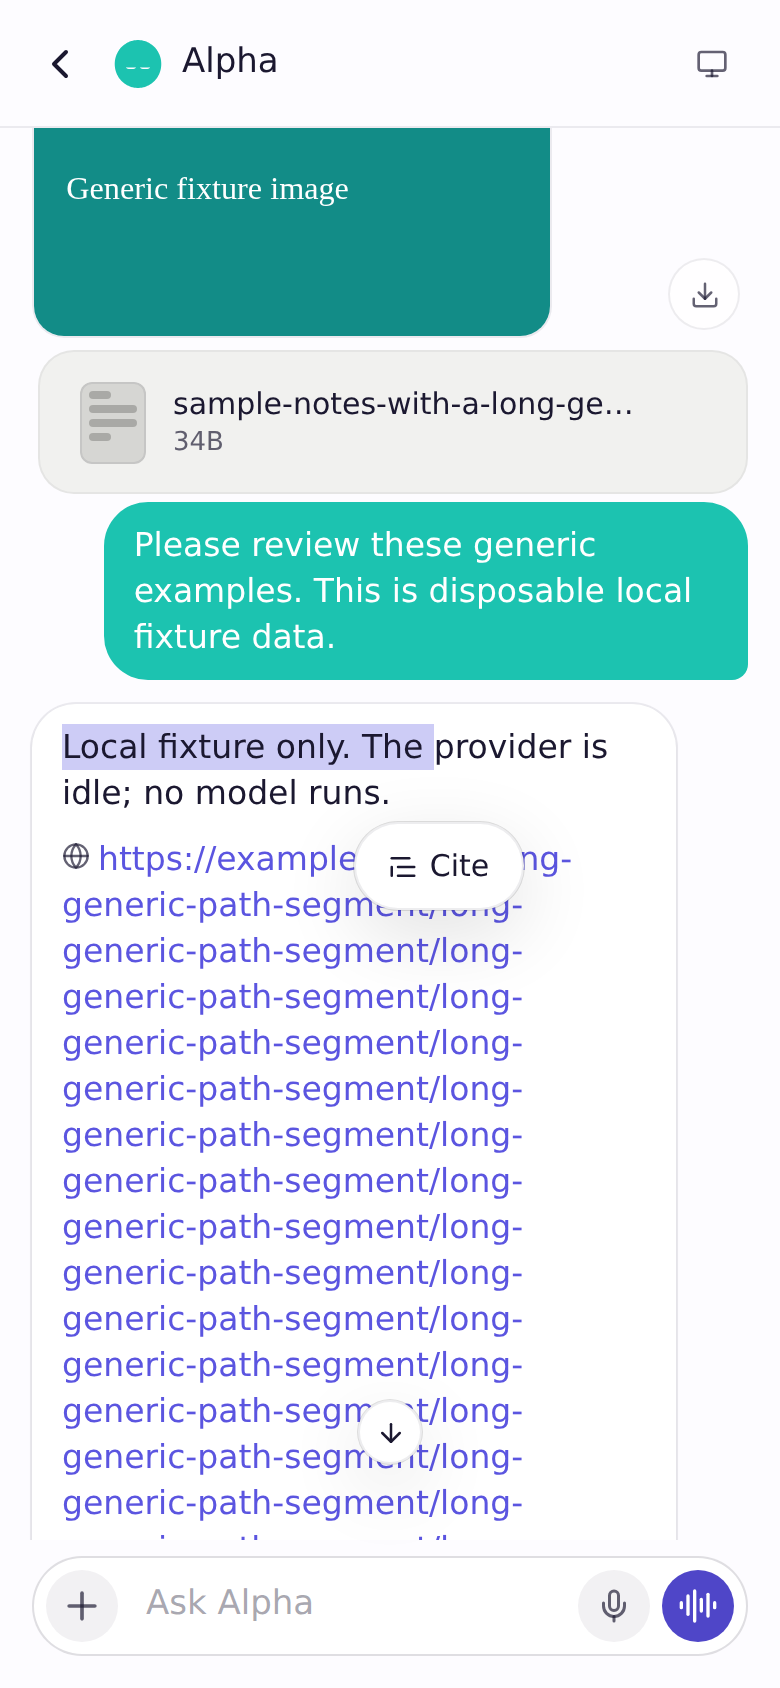 Alpha
Generic fixture image
sample-notes-with-a-long-ge...
34B
Please review these generic
examples. This is disposable local
fixture data.
Local fixture only. The provider is
idle; no model runs.
https://example
Cite
generic-path-segment/long-
generic-path-segment/long-
generic-path-segment/long-
generic-path-segment/long-
generic-path-segment/long-
generic-path-segment/long-
generic-path-segment/long-
generic-path-segment/long-
generic-path-segment/long-
generic-path-segment/long-
generic-path-segment/long-
generic-path-segment/long-
generic-path-segment/long-
generic-path-segment/long-
Ask Alpha